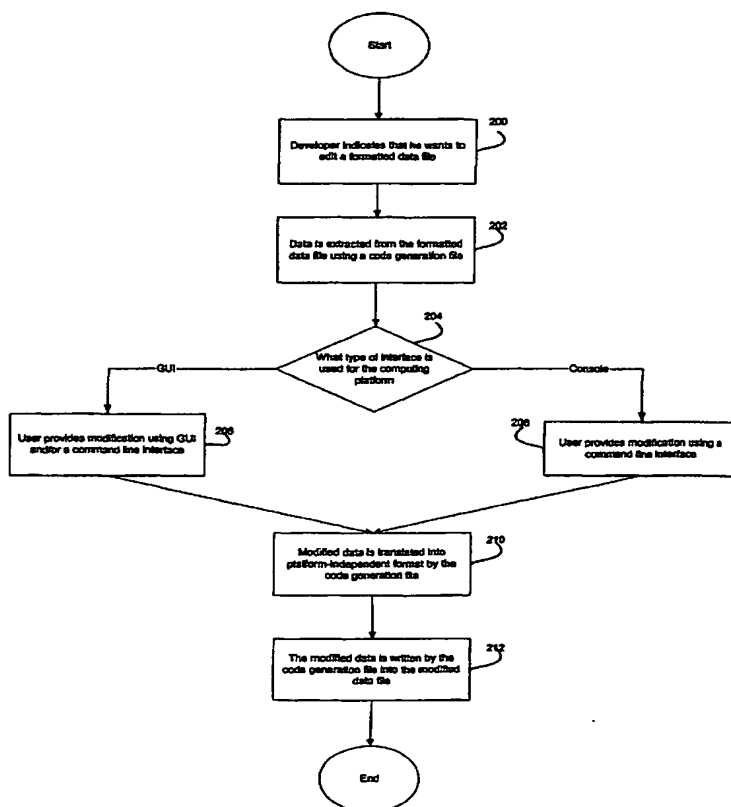 Start
200
Developer indicates that he wants to
edit a formatted data file
202
Data is extracted from the formatted
data file using a code generation file
204
What type of interface is
used for the computing
platform
GUI
Console
User provides modification using GUI
and/or a command line interface
206
User provides modification using a
command line interface
208
210
Modified data is translated into
platform-independent format by the
code generation file
212
The modified data is written by the
code generation file into the modified
data file
End